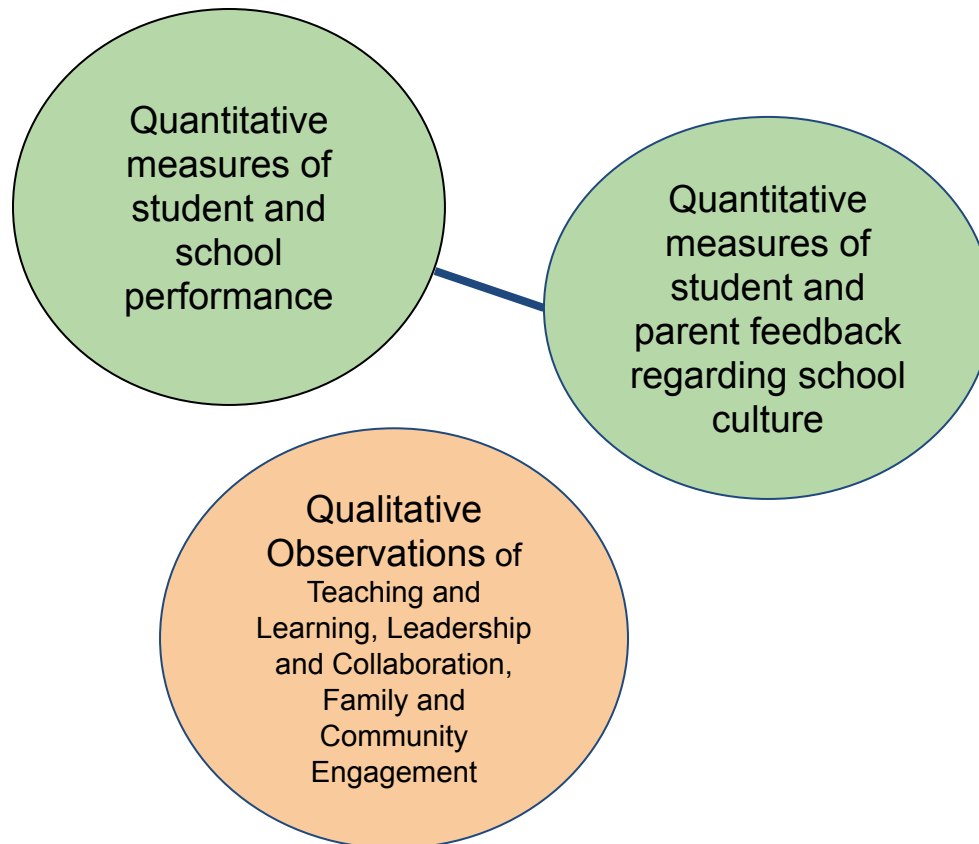 Quantitative
measures of
student and
school
performance
Quantitative
measures of
student and
parent feedback
regarding school
culture
Qualitative
Observations of
Teaching and
Learning, Leadership
and Collaboration,
Family and
Community
Engagement